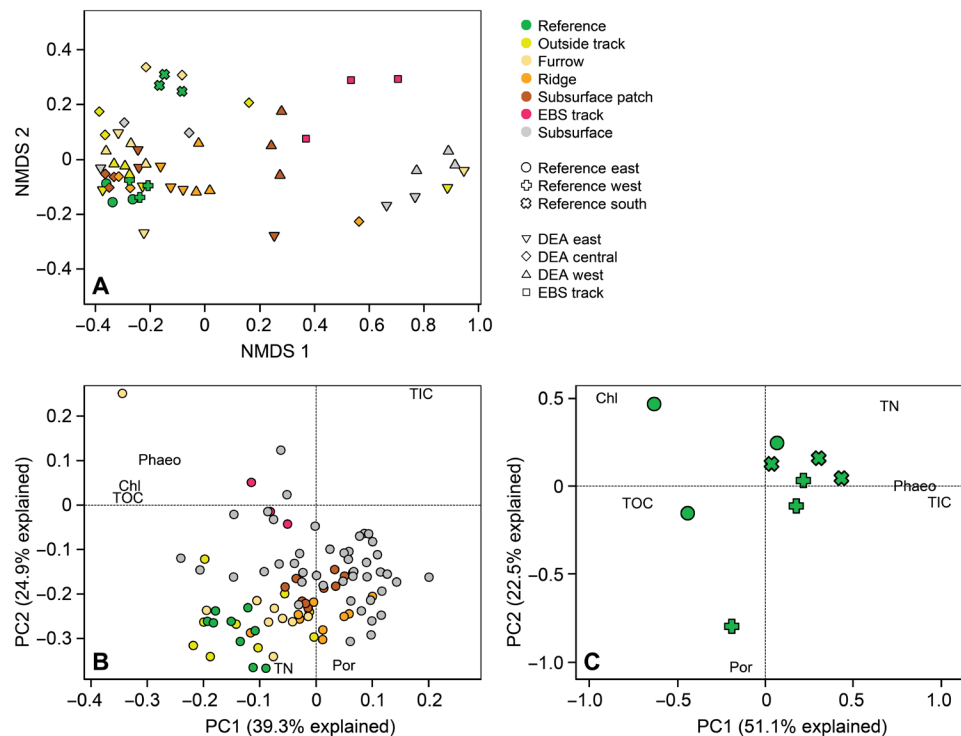 0.4
0.2
0
−0.2
−0.4
NMDS 2
A
−0.4
−0.2
0
0.2
0.4
0.6
0.8
1.0
NMDS 1
Reference
Outside track
Furrow
Ridge
Subsurface patch
EBS track
Subsurface
Reference east
Reference west
Reference south
DEA east
DEA central
DEA west
EBS track
0.2
0.1
0
−0.1
−0.2
−0.3
PC2 (24.9% explained)
TIC
Phaeo
Chl
TOC
TN
Por
B
−0.4
−0.3
−0.2
−0.1
0
0.1
0.2
PC1 (39.3% explained)
0.5
0
−0.5
−1.0
PC2 (22.5% explained)
Chl
TN
Phaeo
TOC
TIC
Por
C
−1.0
−0.5
0
0.5
1.0
PC1 (51.1% explained)